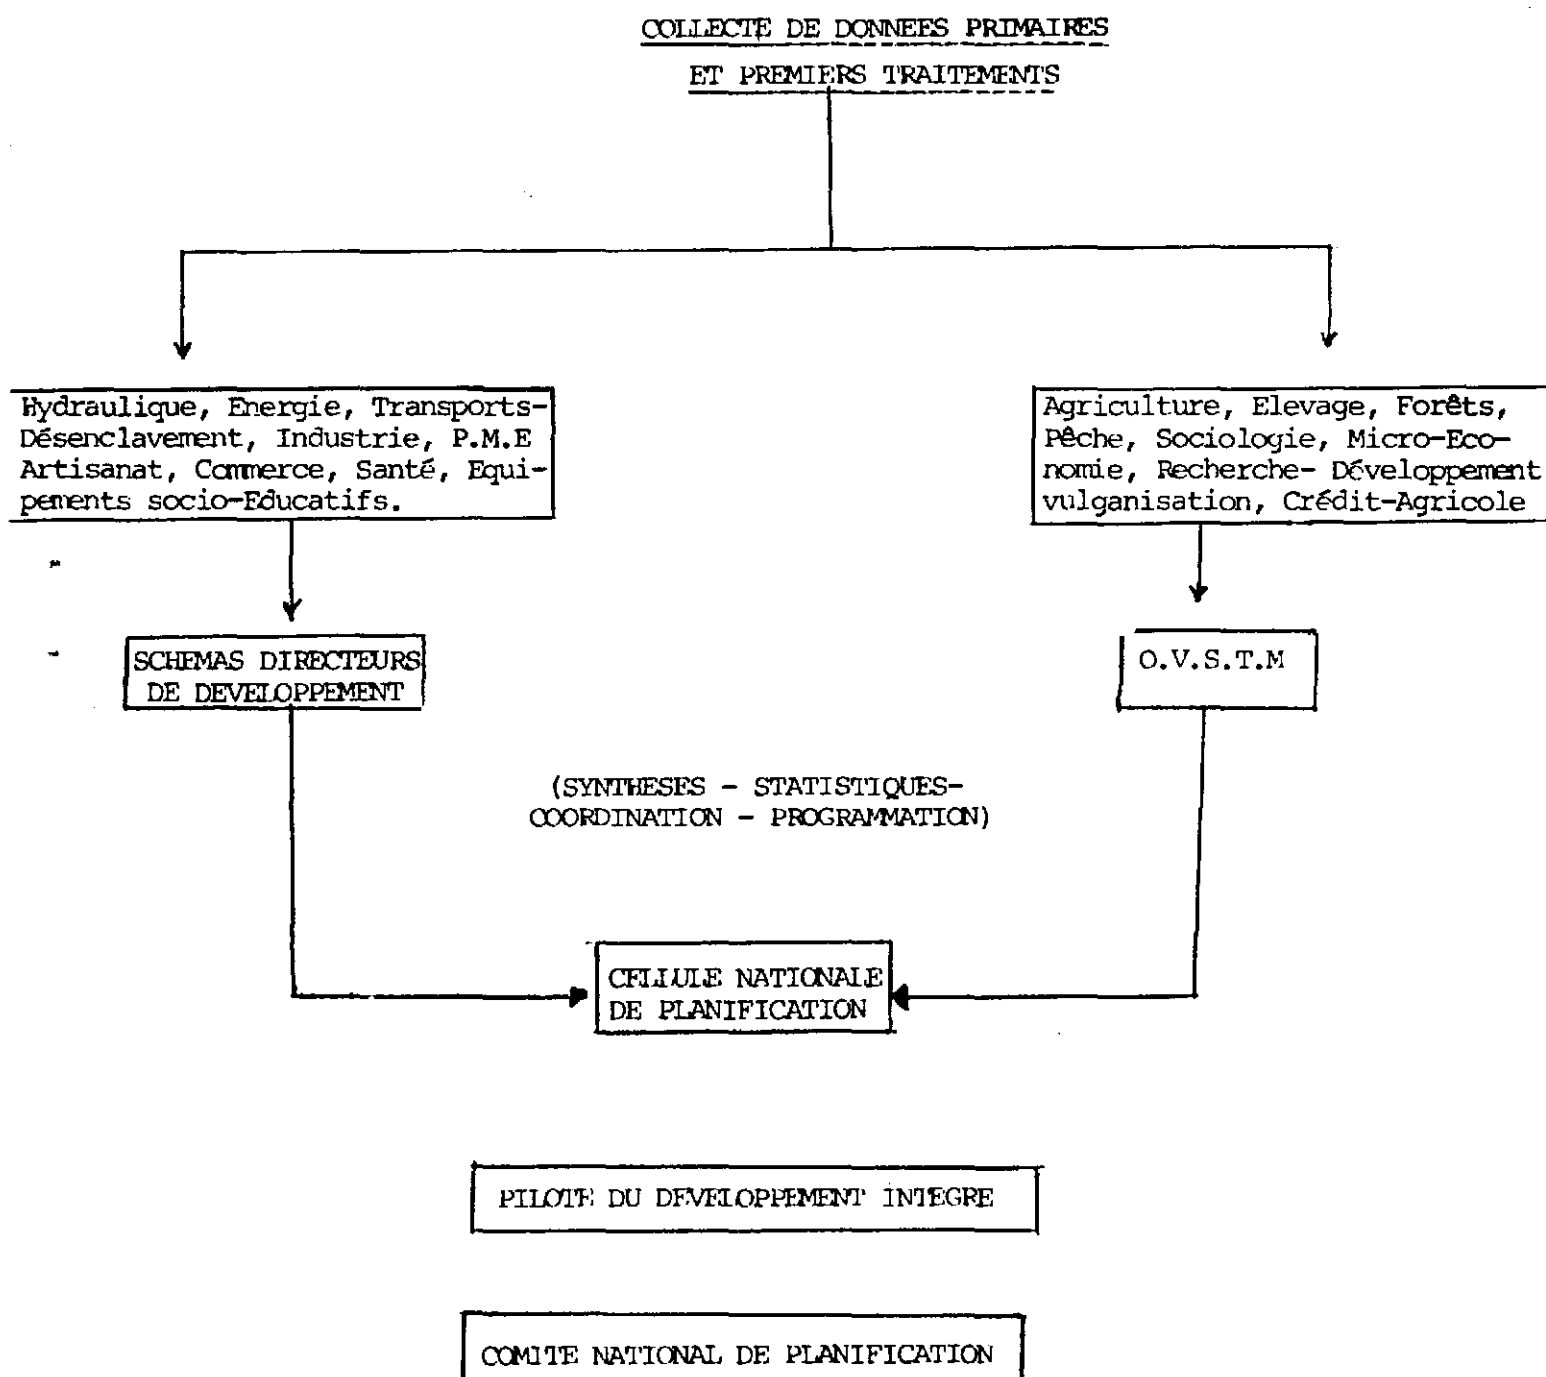 COLLECTE DE DONNEES PRIMAIRES
ET PREMIERS TRAITEMENTS
Hydraulique, Energie, Transports-
Désenclavement, Industrie, P.M.E
Artisanat, Commerce, Santé, Equi-
pements socio-Educatifs.
Agriculture, Elevage, Forêts,
Pêche, Sociologie, Micro-Eco-
nomie, Recherche- Développement
vulganisation, Crédit-Agricole
SCHEMAS DIRECTEURS
DE DEVELOPPEMENT
O.V.S.T.M
(SYNTHESES - STATISTIQUES-
COORDINATION - PROGRAMMATION)
CELLULE NATIONALE
DE PLANIFICATION
PILOTE DU DEVELOPPEMENT INTEGRE
COMITE NATIONAL DE PLANIFICATION